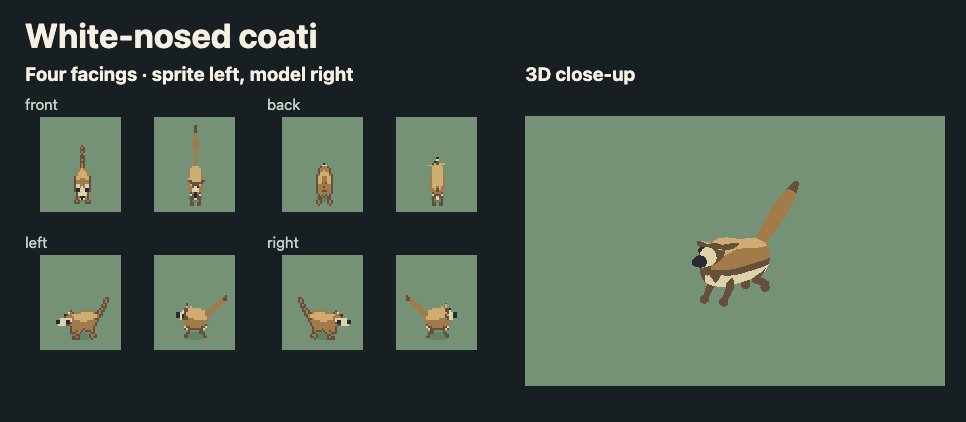 White-nosed coati
Four facings · sprite left, model right
3D close-up
front
back
left
right